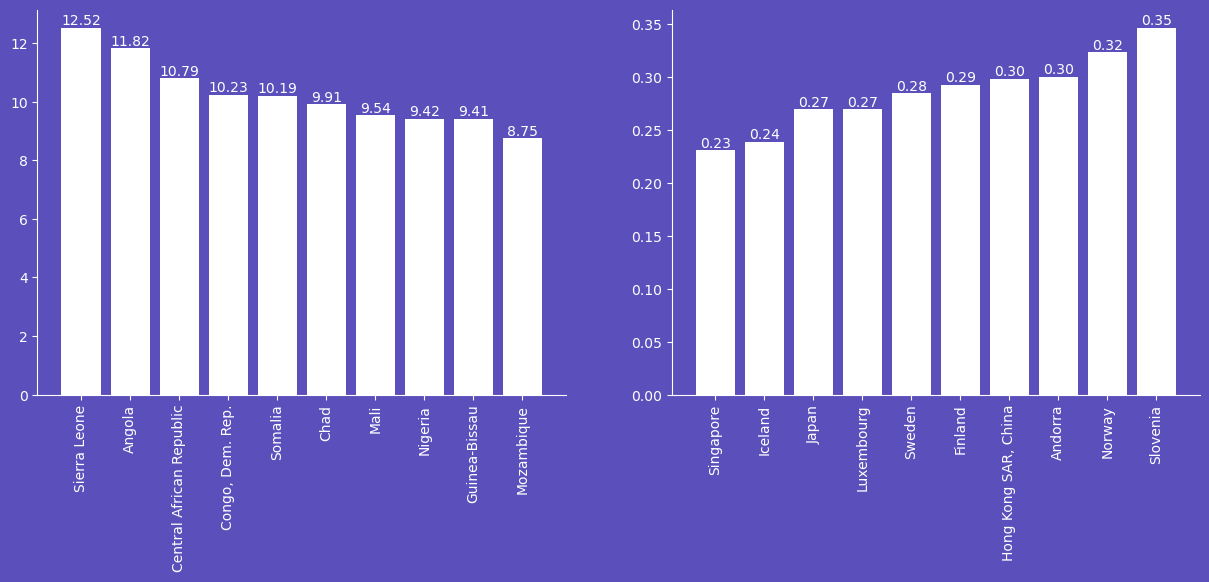 12.52
11.82
10.79
10.23
10.19
9.91
9.54
9.42
9.41
8.75
12
10
8
6
4
2
0
Sierra Leone
Angola
Central African Republic
Congo, Dem. Rep.
Somalia
Chad
Mali
Nigeria
Guinea-Bissau
Mozambique
0.35
0.32
0.30
0.30
0.29
0.28
0.27
0.27
0.24
0.23
0.35
0.30
0.25
0.20
0.15
0.10
0.05
0.00
Singapore
Iceland
Japan
Luxembourg
Sweden
Finland
Hong Kong SAR, China
Andorra
Norway
Slovenia